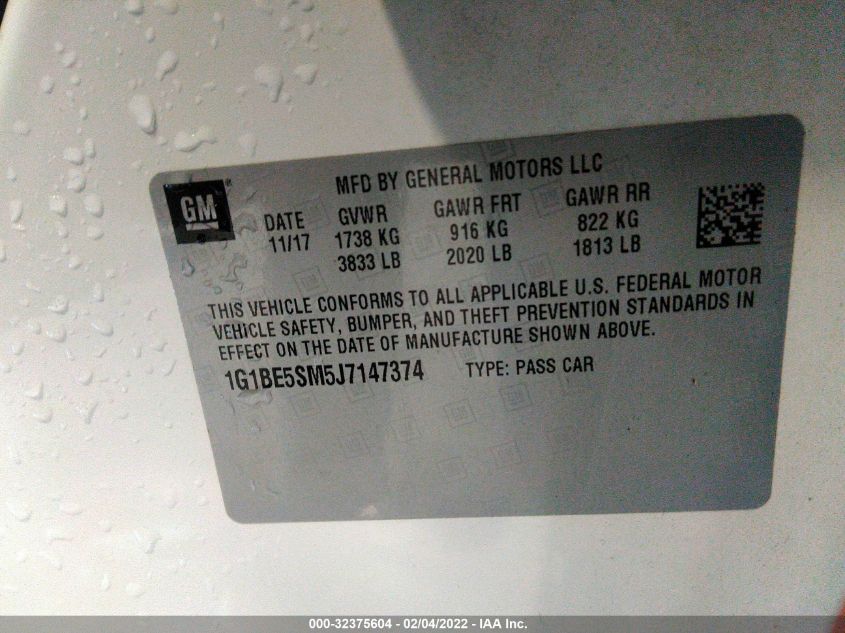 MFD BY GENERAL MOTORS LLC
GM
DATE GVWR GAWR FRT GAWR RR
11/17 1738 KG 916 KG 822 KG
3833 LB 2020 LB 1813 LB
THIS VEHICLE CONFORMS TO ALL APPLICABLE U.S. FEDERAL MOTOR
VEHICLE SAFETY, BUMPER, AND THEFT PREVENTION STANDARDS IN
EFFECT ON THE DATE OF MANUFACTURE SHOWN ABOVE.
1G1BE5SM5J7147374 TYPE: PASS CAR
000-32375604 - 02/04/2022 - IAA Inc.